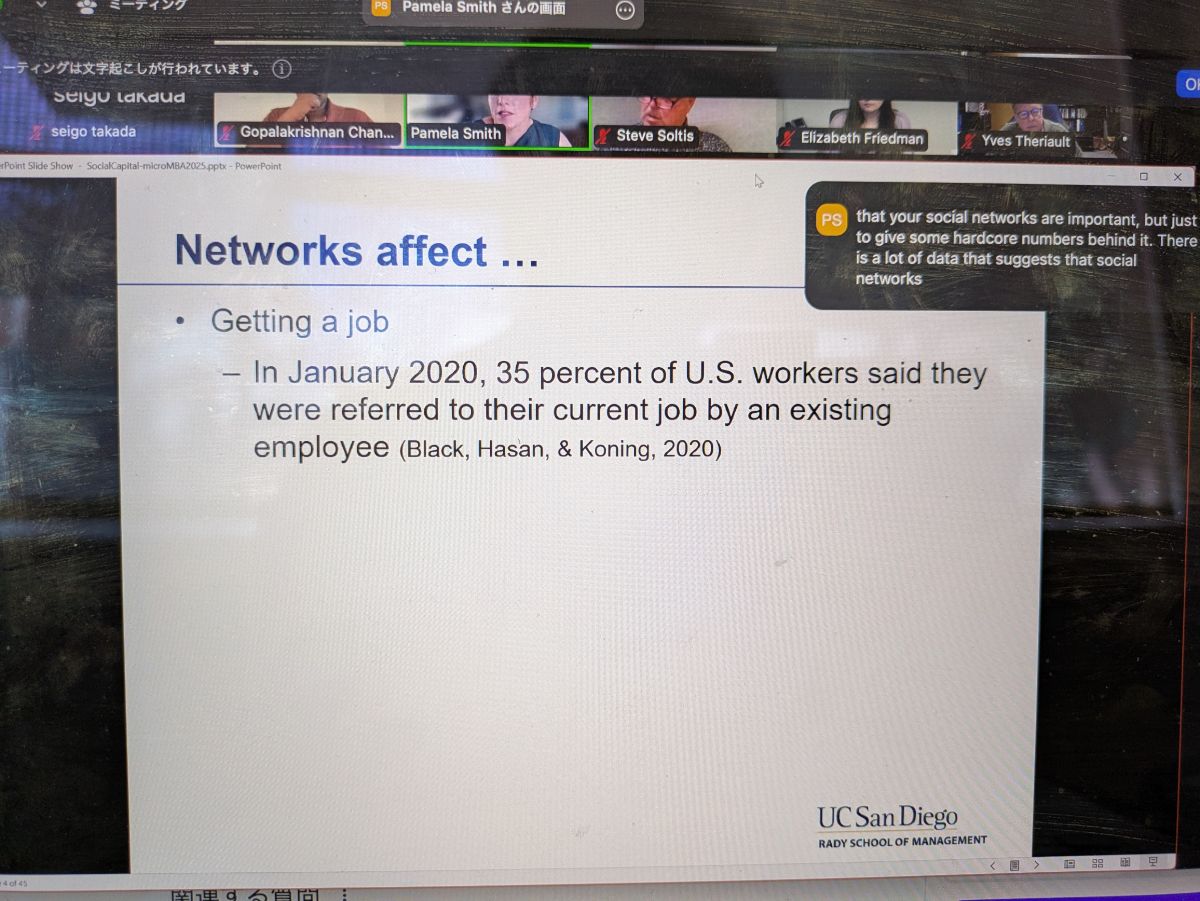 ミーティング
PS Pamela Smith さんの画面
ーティングは文字起こしが行われています。
seigo takada
seigo takada
Gopalakrishnan Chan...
Pamela Smith
Steve Soltis
Elizabeth Friedman
Yves Theriault
erPoint Slide Show - SocialCapital-microMBA2025.pptx - PowerPoint
PS
that your social networks are important, but just
to give some hardcore numbers behind it. There
is a lot of data that suggests that social
networks
Networks affect ...
• Getting a job
– In January 2020, 35 percent of U.S. workers said they
were referred to their current job by an existing
employee (Black, Hasan, & Koning, 2020)
UC San Diego
RADY SCHOOL OF MANAGEMENT
4 of 45
関連する質問